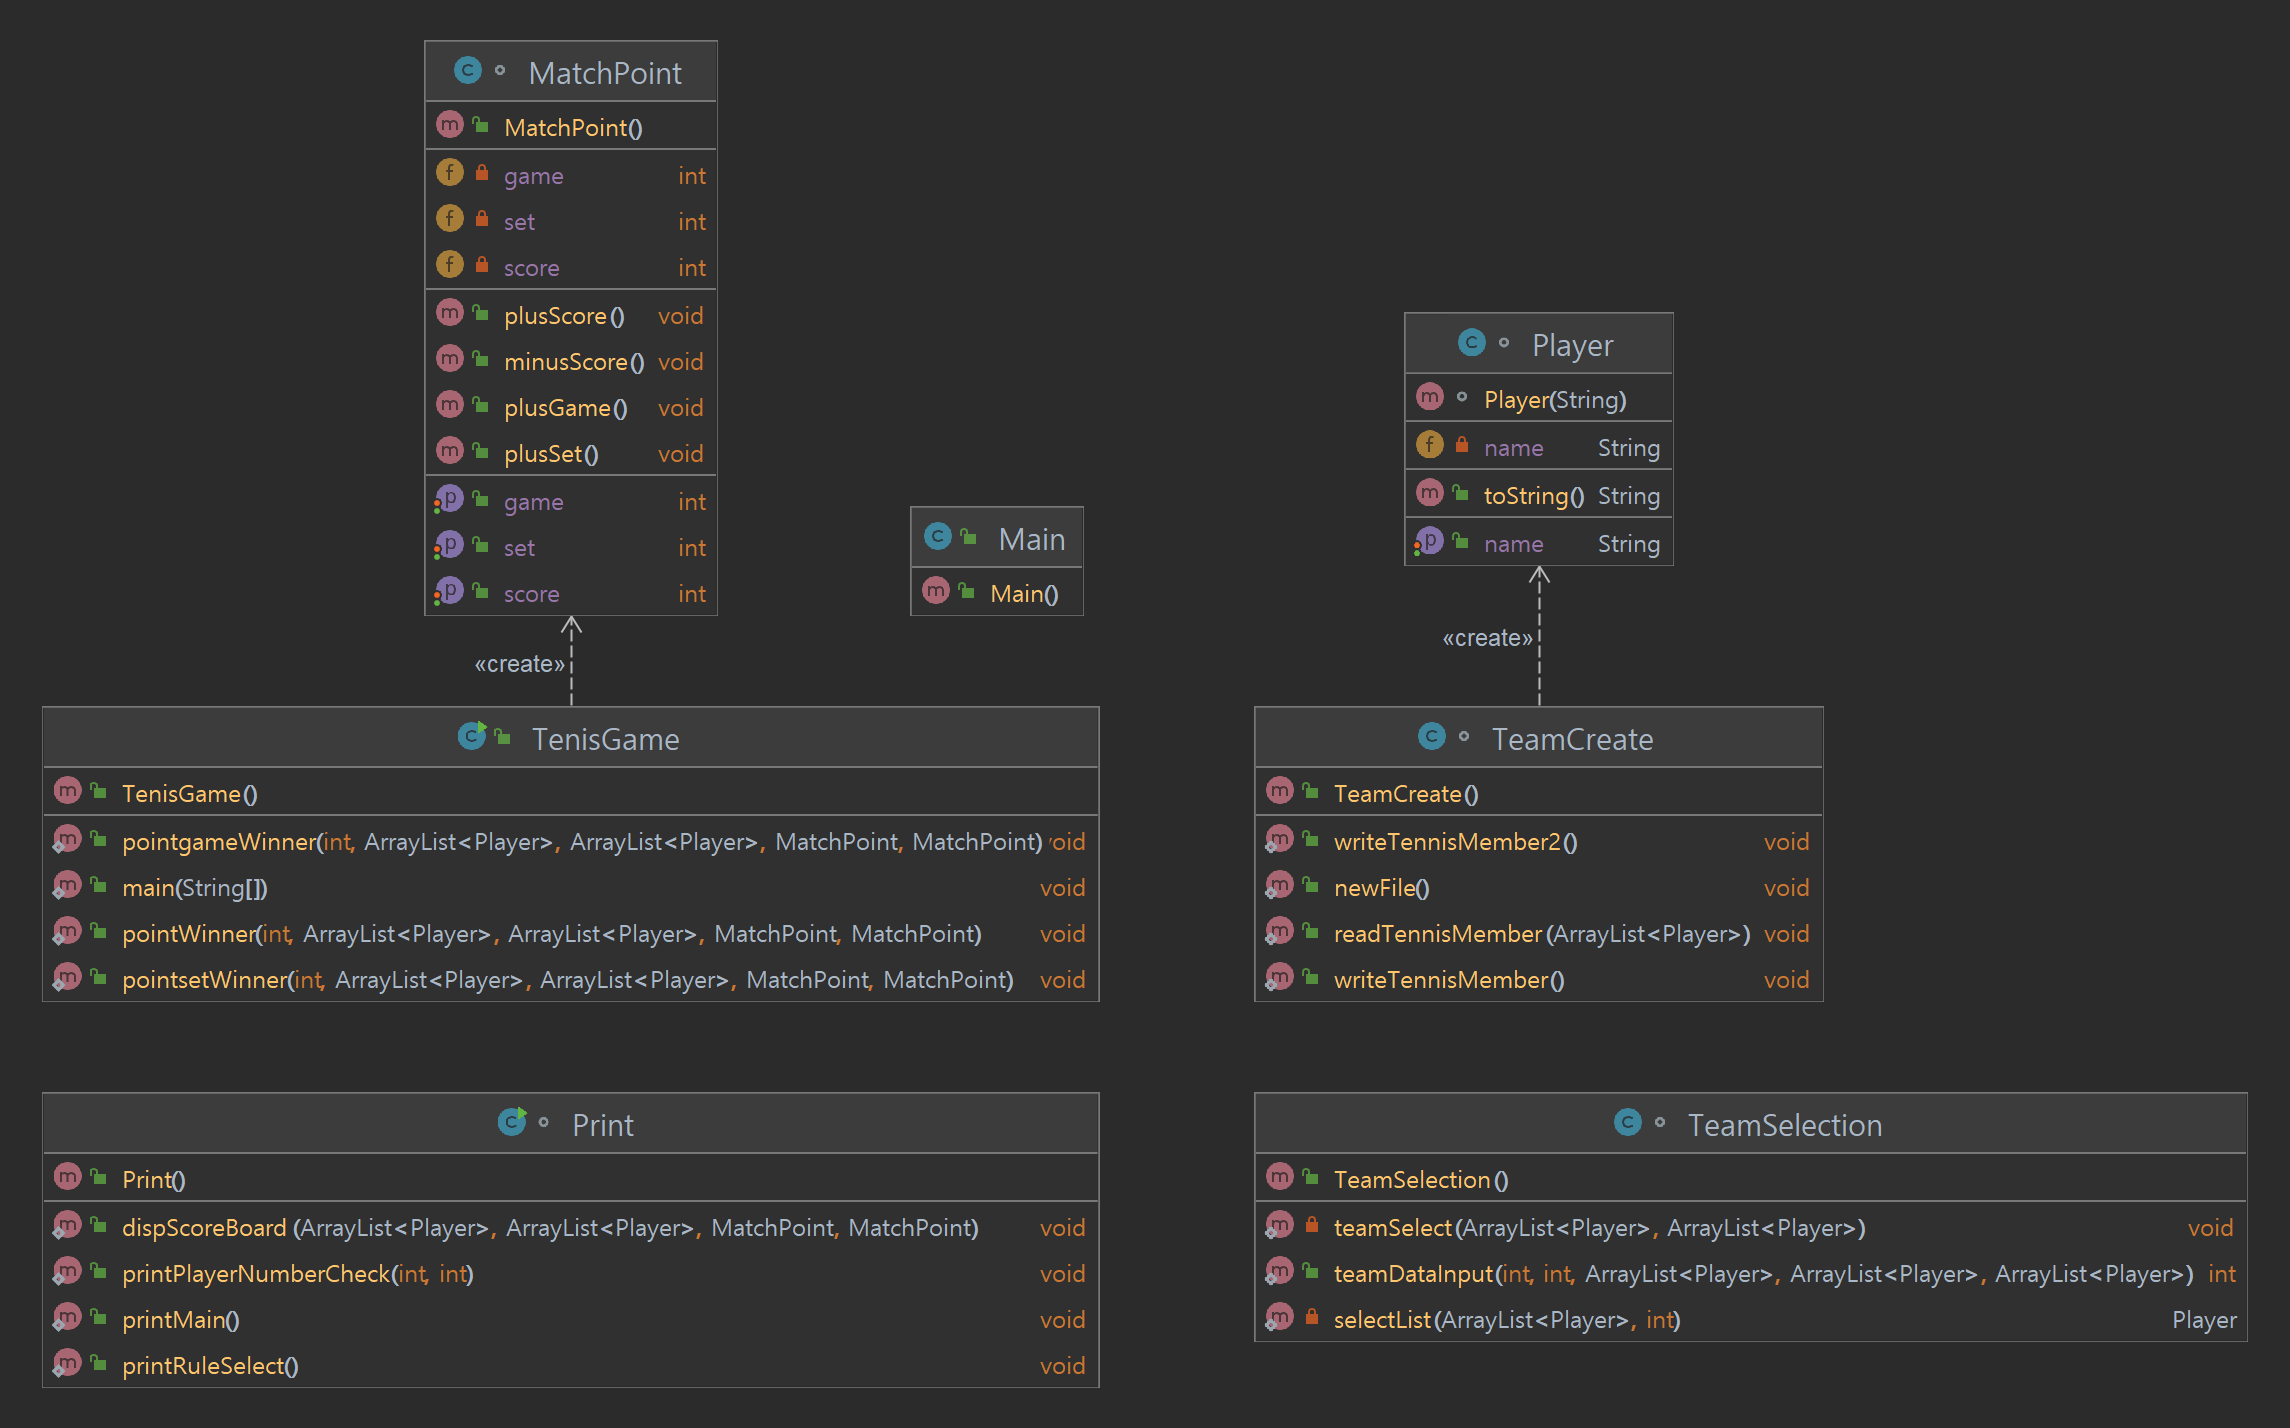 MatchPoint
MatchPoint()
game int
set int
score int
plusScore() void
minusScore() void
plusGame() void
plusSet() void
game int
set int
score int
Main
Main()
Player
Player(String)
name String
toString() String
name String
«create»
«create»
TenisGame
TenisGame()
pointgameWinner(int, ArrayList<Player>, ArrayList<Player>, MatchPoint, MatchPoint) void
main(String[]) void
pointWinner(int, ArrayList<Player>, ArrayList<Player>, MatchPoint, MatchPoint) void
pointsetWinner(int, ArrayList<Player>, ArrayList<Player>, MatchPoint, MatchPoint) void
TeamCreate
TeamCreate()
writeTennisMember2() void
newFile() void
readTennisMember(ArrayList<Player>) void
writeTennisMember() void
Print
Print()
dispScoreBoard(ArrayList<Player>, ArrayList<Player>, MatchPoint, MatchPoint) void
printPlayerNumberCheck(int, int) void
printMain() void
printRuleSelect() void
TeamSelection
TeamSelection()
teamSelect(ArrayList<Player>, ArrayList<Player>) void
teamDataInput(int, int, ArrayList<Player>, ArrayList<Player>, ArrayList<Player>) int
selectList(ArrayList<Player>, int) Player